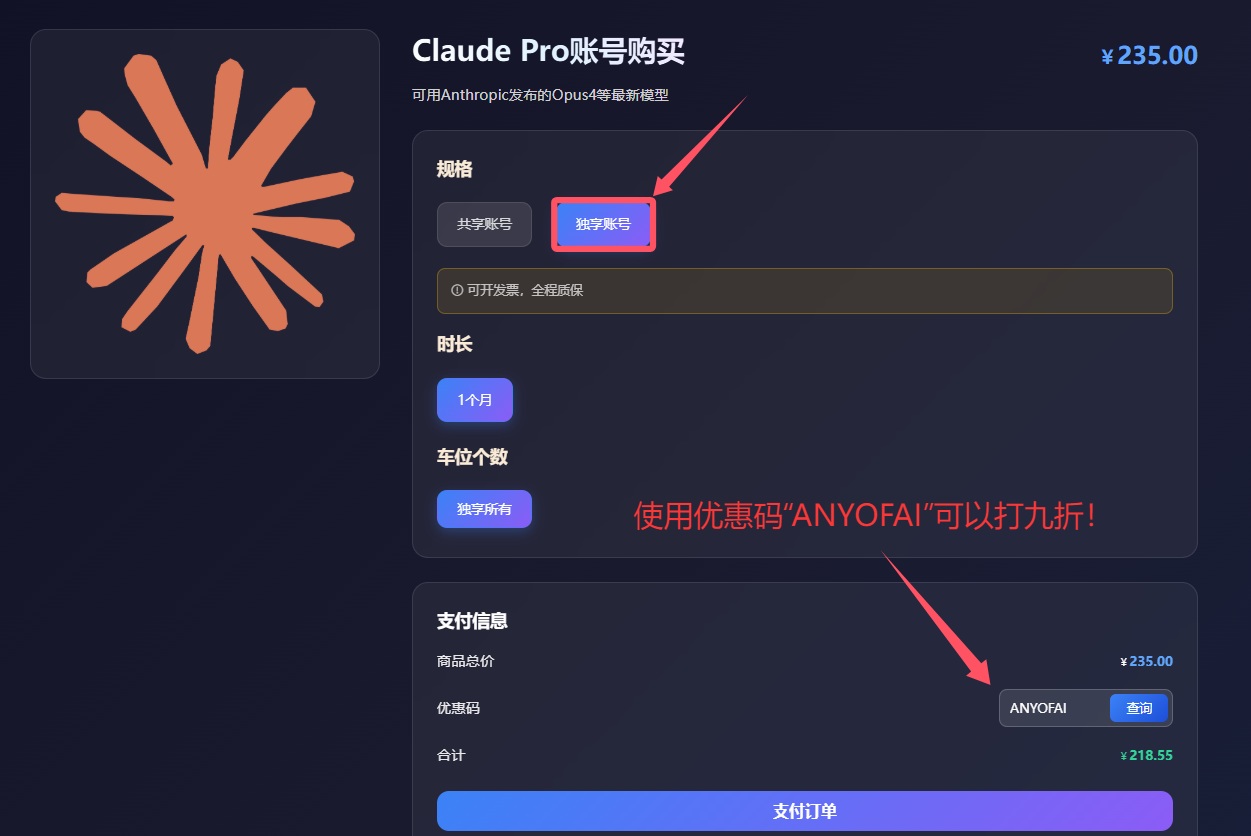 Claude Pro账号购买
¥235.00
可用Anthropic发布的Opus4等最新模型
规格
共享账号
独享账号
可开发票，全程质保
时长
1个月
车位个数
独享所有
使用优惠码“ANYOFAI”可以打九折！
支付信息
商品总价
¥235.00
优惠码
ANYOFAI
查询
合计
¥218.55
支付订单